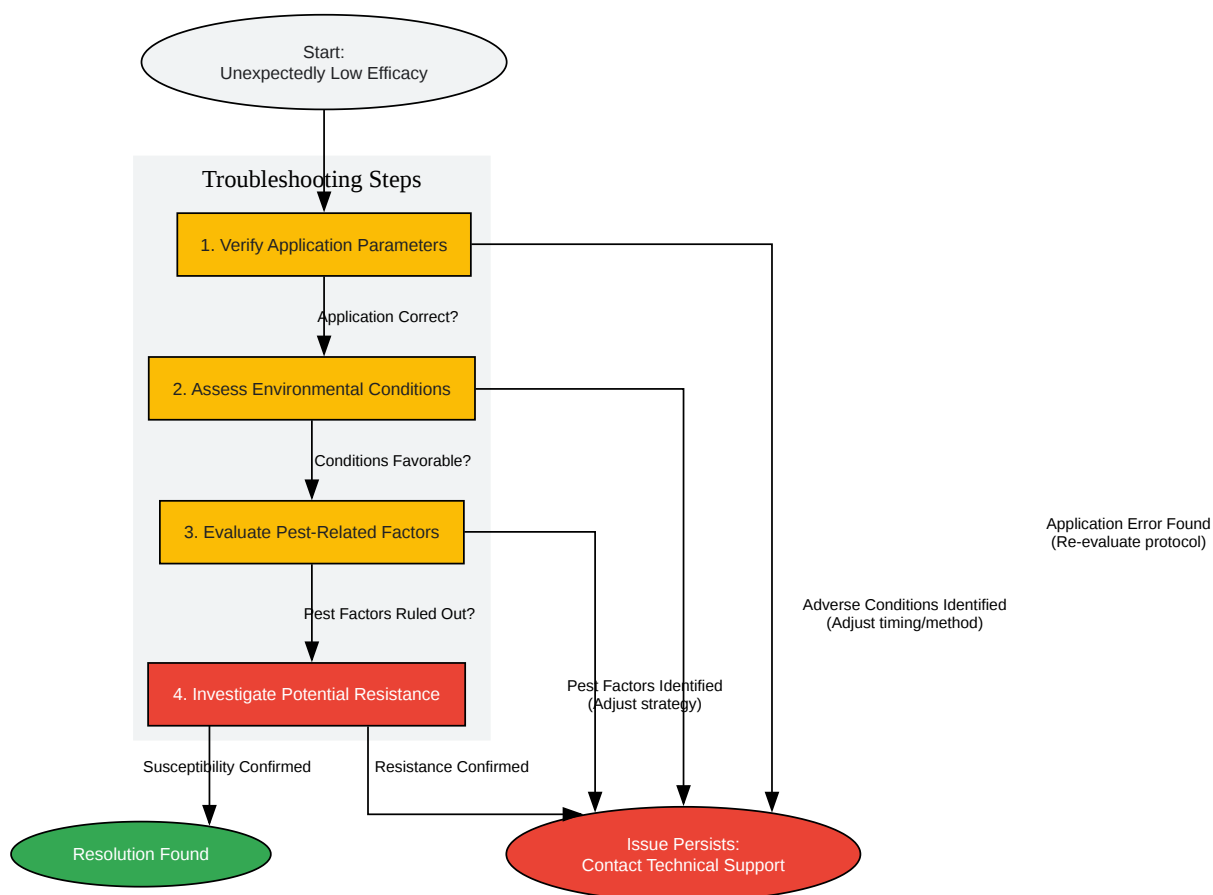 Start:
Unexpectedly Low Efficacy
Troubleshooting Steps
1. Verify Application Parameters
Application Correct?
2. Assess Environmental Conditions
Conditions Favorable?
3. Evaluate Pest-Related Factors
Application Error Found
(Re-evaluate protocol)
Adverse Conditions Identified
(Adjust timing/method)
Pest Factors Ruled Out?
4. Investigate Potential Resistance
Pest Factors Identified
(Adjust strategy)
Susceptibility Confirmed
Resistance Confirmed
Resolution Found
Issue Persists:
Contact Technical Support